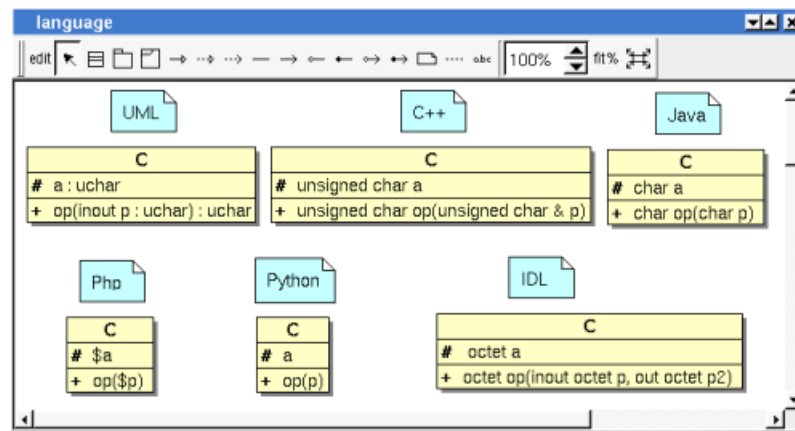 language
edit abc 100% fit%
UML C++ Java
C C C
# a : uchar # unsigned char a # char a
+ op(inout p : uchar) : uchar + unsigned char op(unsigned char & p) + char op(char p)
Php Python IDL
C C C
# $a # a # octet a
+ op($p) + op(p) + octet op(inout octet p, out octet p2)